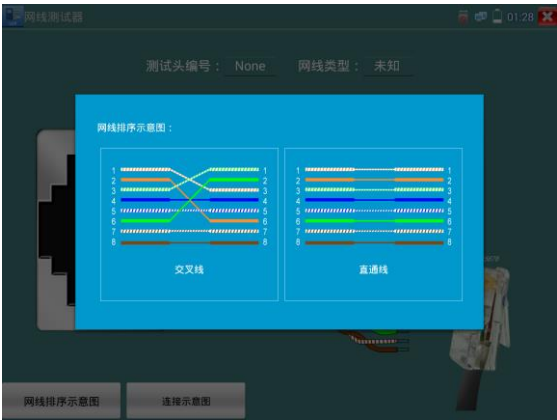 网线测试器
01:28
测试头编号： None 网线类型： 未知
网线排序示意图：
1 1 1 1
2 2 2 2
3 3 3 3
4 4 4 4
5 5 5 5
6 6 6 6
7 7 7 7
8 8 8 8
交叉线 直通线
网线排序示意图 连接示意图